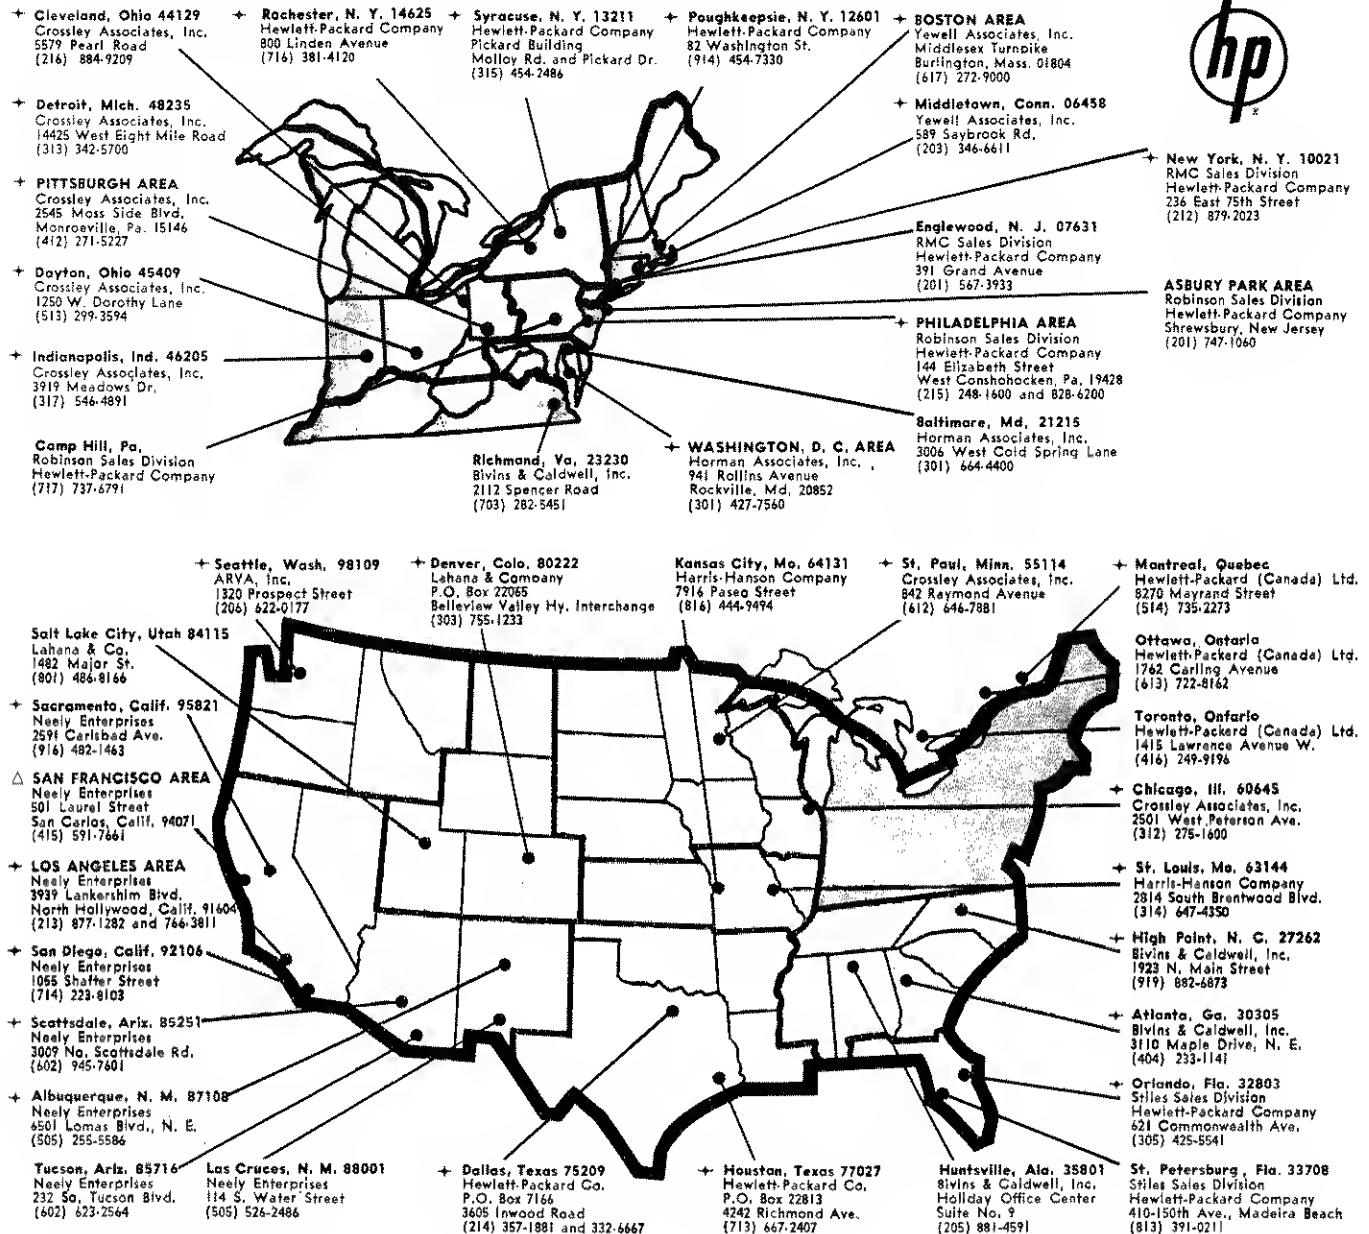 ✦ Cleveland, Ohio 44129
Crossley Associates, Inc.
5579 Pearl Road
(216) 884-9209
✦ Rochester, N. Y. 14625
Hewlett-Packard Company
800 Linden Avenue
(716) 381-4120
✦ Syracuse, N. Y. 13211
Hewlett-Packard Company
Pickard Building
Molloy Rd. and Pickard Dr.
(315) 454-2486
✦ Poughkeepsie, N. Y. 12601
Hewlett-Packard Company
82 Washington St.
(914) 454-7330
✦ BOSTON AREA
Yewell Associates, Inc.
Middlesex Turnpike
Burlington, Mass. 01804
(617) 272-9000
hp
✦ Detroit, Mich. 48235
Crossley Associates, Inc.
14425 West Eight Mile Road
(313) 342-5700
✦ Middletown, Conn. 06458
Yewell Associates, Inc.
589 Saybrook Rd.
(203) 346-6611
✦ New York, N. Y. 10021
RMC Sales Division
Hewlett-Packard Company
236 East 75th Street
(212) 879-2023
✦ PITTSBURGH AREA
Crossley Associates, Inc.
2545 Moss Side Blvd.
Monroeville, Pa. 15146
(412) 271-5227
Englewood, N. J. 07631
RMC Sales Division
Hewlett-Packard Company
391 Grand Avenue
(201) 567-3933
✦ Dayton, Ohio 45409
Crossley Associates, Inc.
1250 W. Dorothy Lane
(513) 299-3594
ASBURY PARK AREA
Robinson Sales Division
Hewlett-Packard Company
Shrewsbury, New Jersey
(201) 747-1060
✦ PHILADELPHIA AREA
Robinson Sales Division
Hewlett-Packard Company
144 Elizabeth Street
West Conshohocken, Pa. 19428
(215) 248-1600 and 828-6200
✦ Indianapolis, Ind. 46205
Crossley Associates, Inc.
3919 Meadows Dr.
(317) 546-4891
Baltimore, Md. 21215
Horman Associates, Inc.
3006 West Cold Spring Lane
(301) 664-4400
Camp Hill, Pa.
Robinson Sales Division
Hewlett-Packard Company
(717) 737-6791
Richmond, Va. 23230
Bivins & Caldwell, Inc.
2112 Spencer Road
(703) 282-5451
✦ WASHINGTON, D. C. AREA
Horman Associates, Inc.
941 Rollins Avenue
Rockville, Md. 20852
(301) 427-7560
✦ Seattle, Wash. 98109
ARVA, Inc.
1320 Prospect Street
(206) 622-0177
✦ Denver, Colo. 80222
Lahana & Company
P.O. Box 22065
Belleview Valley Hy. Interchange
(303) 755-1233
Kansas City, Mo. 64131
Harris-Hanson Company
7916 Paseo Street
(816) 444-9494
✦ St. Paul, Minn. 55114
Crossley Associates, Inc.
842 Raymond Avenue
(612) 646-7881
✦ Montreal, Quebec
Hewlett-Packard (Canada) Ltd.
8270 Mayrand Street
(514) 735-2273
Salt Lake City, Utah 84115
Lahana & Co.
1482 Major St.
(801) 486-8166
Ottawa, Ontario
Hewlett-Packard (Canada) Ltd.
1762 Carling Avenue
(613) 722-8162
✦ Sacramento, Calif. 95821
Neely Enterprises
2591 Carlsbad Ave.
(916) 482-1463
Toronto, Ontario
Hewlett-Packard (Canada) Ltd.
1415 Lawrence Avenue W.
(416) 249-9196
△ SAN FRANCISCO AREA
Neely Enterprises
501 Laurel Street
San Carlos, Calif. 94071
(415) 591-7661
✦ Chicago, Ill. 60645
Crossley Associates, Inc.
2501 West Peterson Ave.
(312) 275-1600
✦ LOS ANGELES AREA
Neely Enterprises
3939 Lankershim Blvd.
North Hollywood, Calif. 91604
(213) 877-1282 and 766-3811
✦ St. Louis, Mo. 63144
Harris-Hanson Company
2814 South Brentwood Blvd.
(314) 647-4350
✦ San Diego, Calif. 92106
Neely Enterprises
1055 Shafter Street
(714) 223-8103
✦ High Point, N. C. 27262
Bivins & Caldwell, Inc.
1923 N. Main Street
(919) 882-6873
✦ Scottsdale, Ariz. 85251
Neely Enterprises
3009 No. Scottsdale Rd.
(602) 945-7601
✦ Atlanta, Ga. 30305
Bivins & Caldwell, Inc.
3110 Maple Drive, N. E.
(404) 233-1141
✦ Albuquerque, N. M. 87108
Neely Enterprises
6501 Lomas Blvd., N. E.
(505) 255-5586
✦ Orlando, Fla. 32803
Stiles Sales Division
Hewlett-Packard Company
621 Commonwealth Ave.
(305) 425-5541
Tucson, Ariz. 85716
Neely Enterprises
232 So. Tucson Blvd.
(602) 623-2564
Las Cruces, N. M. 88001
Neely Enterprises
114 S. Water Street
(505) 526-2486
✦ Dallas, Texas 75209
Hewlett-Packard Co.
P.O. Box 7166
3605 Inwood Road
(214) 357-1881 and 332-6667
✦ Houston, Texas 77027
Hewlett-Packard Co.
P.O. Box 22813
4242 Richmond Ave.
(713) 667-2407
Huntsville, Ala. 35801
Bivins & Caldwell, Inc.
Holiday Office Center
Suite No. 9
(205) 881-4591
St. Petersburg, Fla. 33708
Stiles Sales Division
Hewlett-Packard Company
410-150th Ave., Madeira Beach
(813) 391-0211